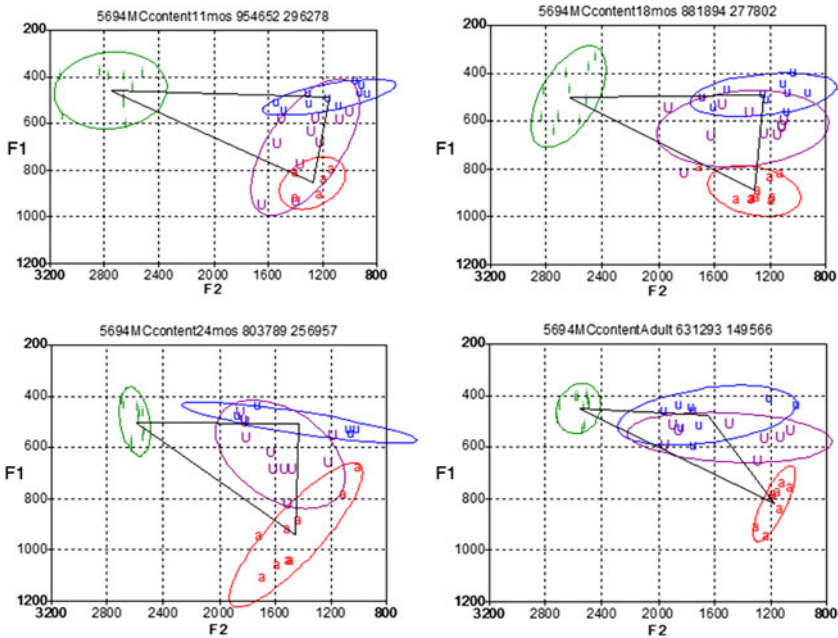 5694MCcontent11mos 954652 296278
200
400
600
800
1000
1200
F1
3200 2800 2400 2000 1600 1200 800
F2
i i i i i i i i
u u u u u u u u u
U U U U U U U U U U
a a a a a a
5694MCcontent18mos 881894 277802
200
400
600
800
1000
1200
F1
3200 2800 2400 2000 1600 1200 800
F2
i i i i i i i i
u u u u u u u u u
U U U U U U U U U
a a a a a a a a a
5694MCcontent24mos 803789 256957
200
400
600
800
1000
1200
F1
3200 2800 2400 2000 1600 1200 800 600
F2
i i i i i i i
u u u u u u u
U U U U U U U U U
a a a a a a a a a
5694MCcontentAdult 631293 149566
200
400
600
800
1000
1200
F1
3200 2800 2400 2000 1600 1200 800
F2
i i i i i i
u u u u u u u u u
U U U U U U U U U
a a a a a a a a